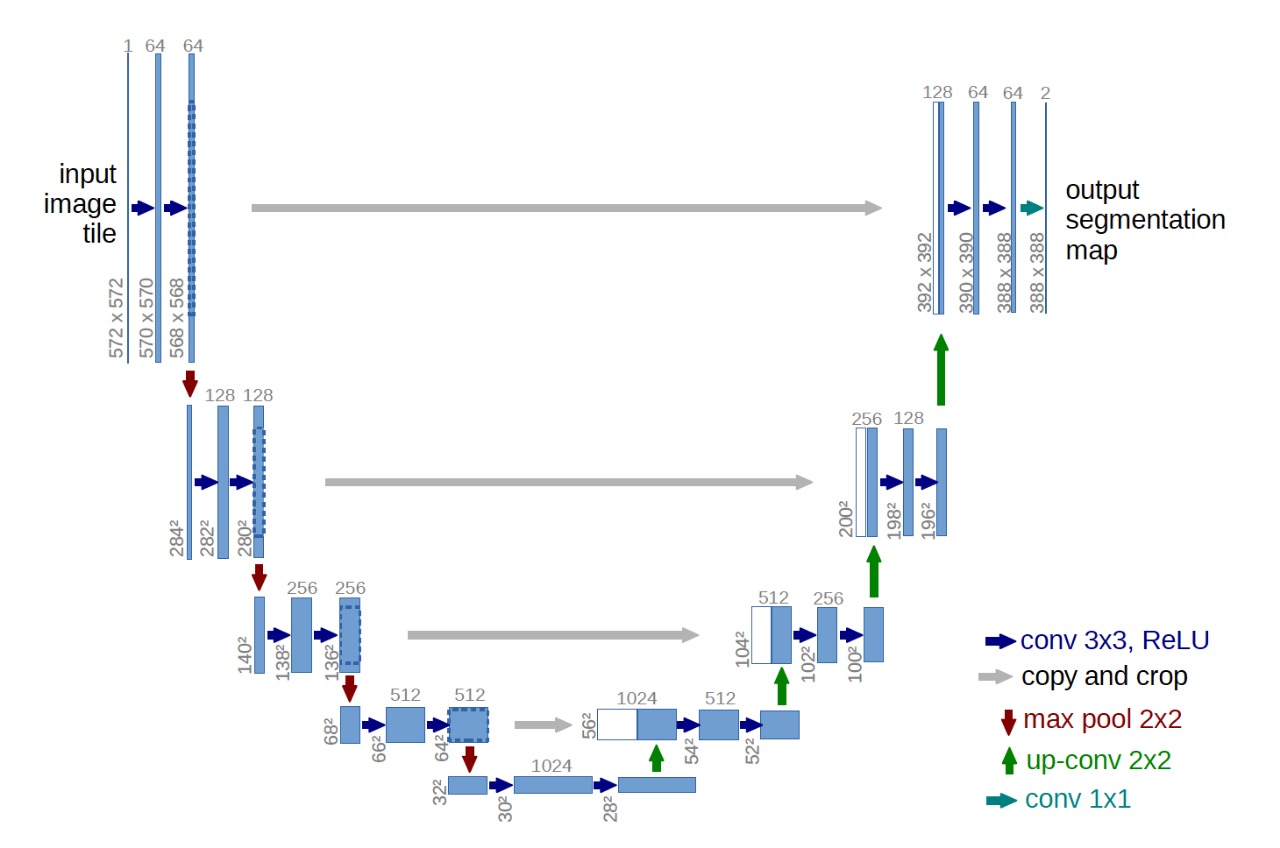 1 64 64
input
image
tile
572 x 572
570 x 570
568 x 568
128 64 64 2
392 x 392
390 x 390
388 x 388
388 x 388
output
segmentation
map
128 128
284²
282²
280²
256 128
200²
198²
196²
256 256
140²
138²
136²
512 256
104²
102²
100²
512 512
68²
66²
64²
1024 512
56²
54²
52²
1024
32²
30²
28²
conv 3x3, ReLU
copy and crop
max pool 2x2
up-conv 2x2
conv 1x1